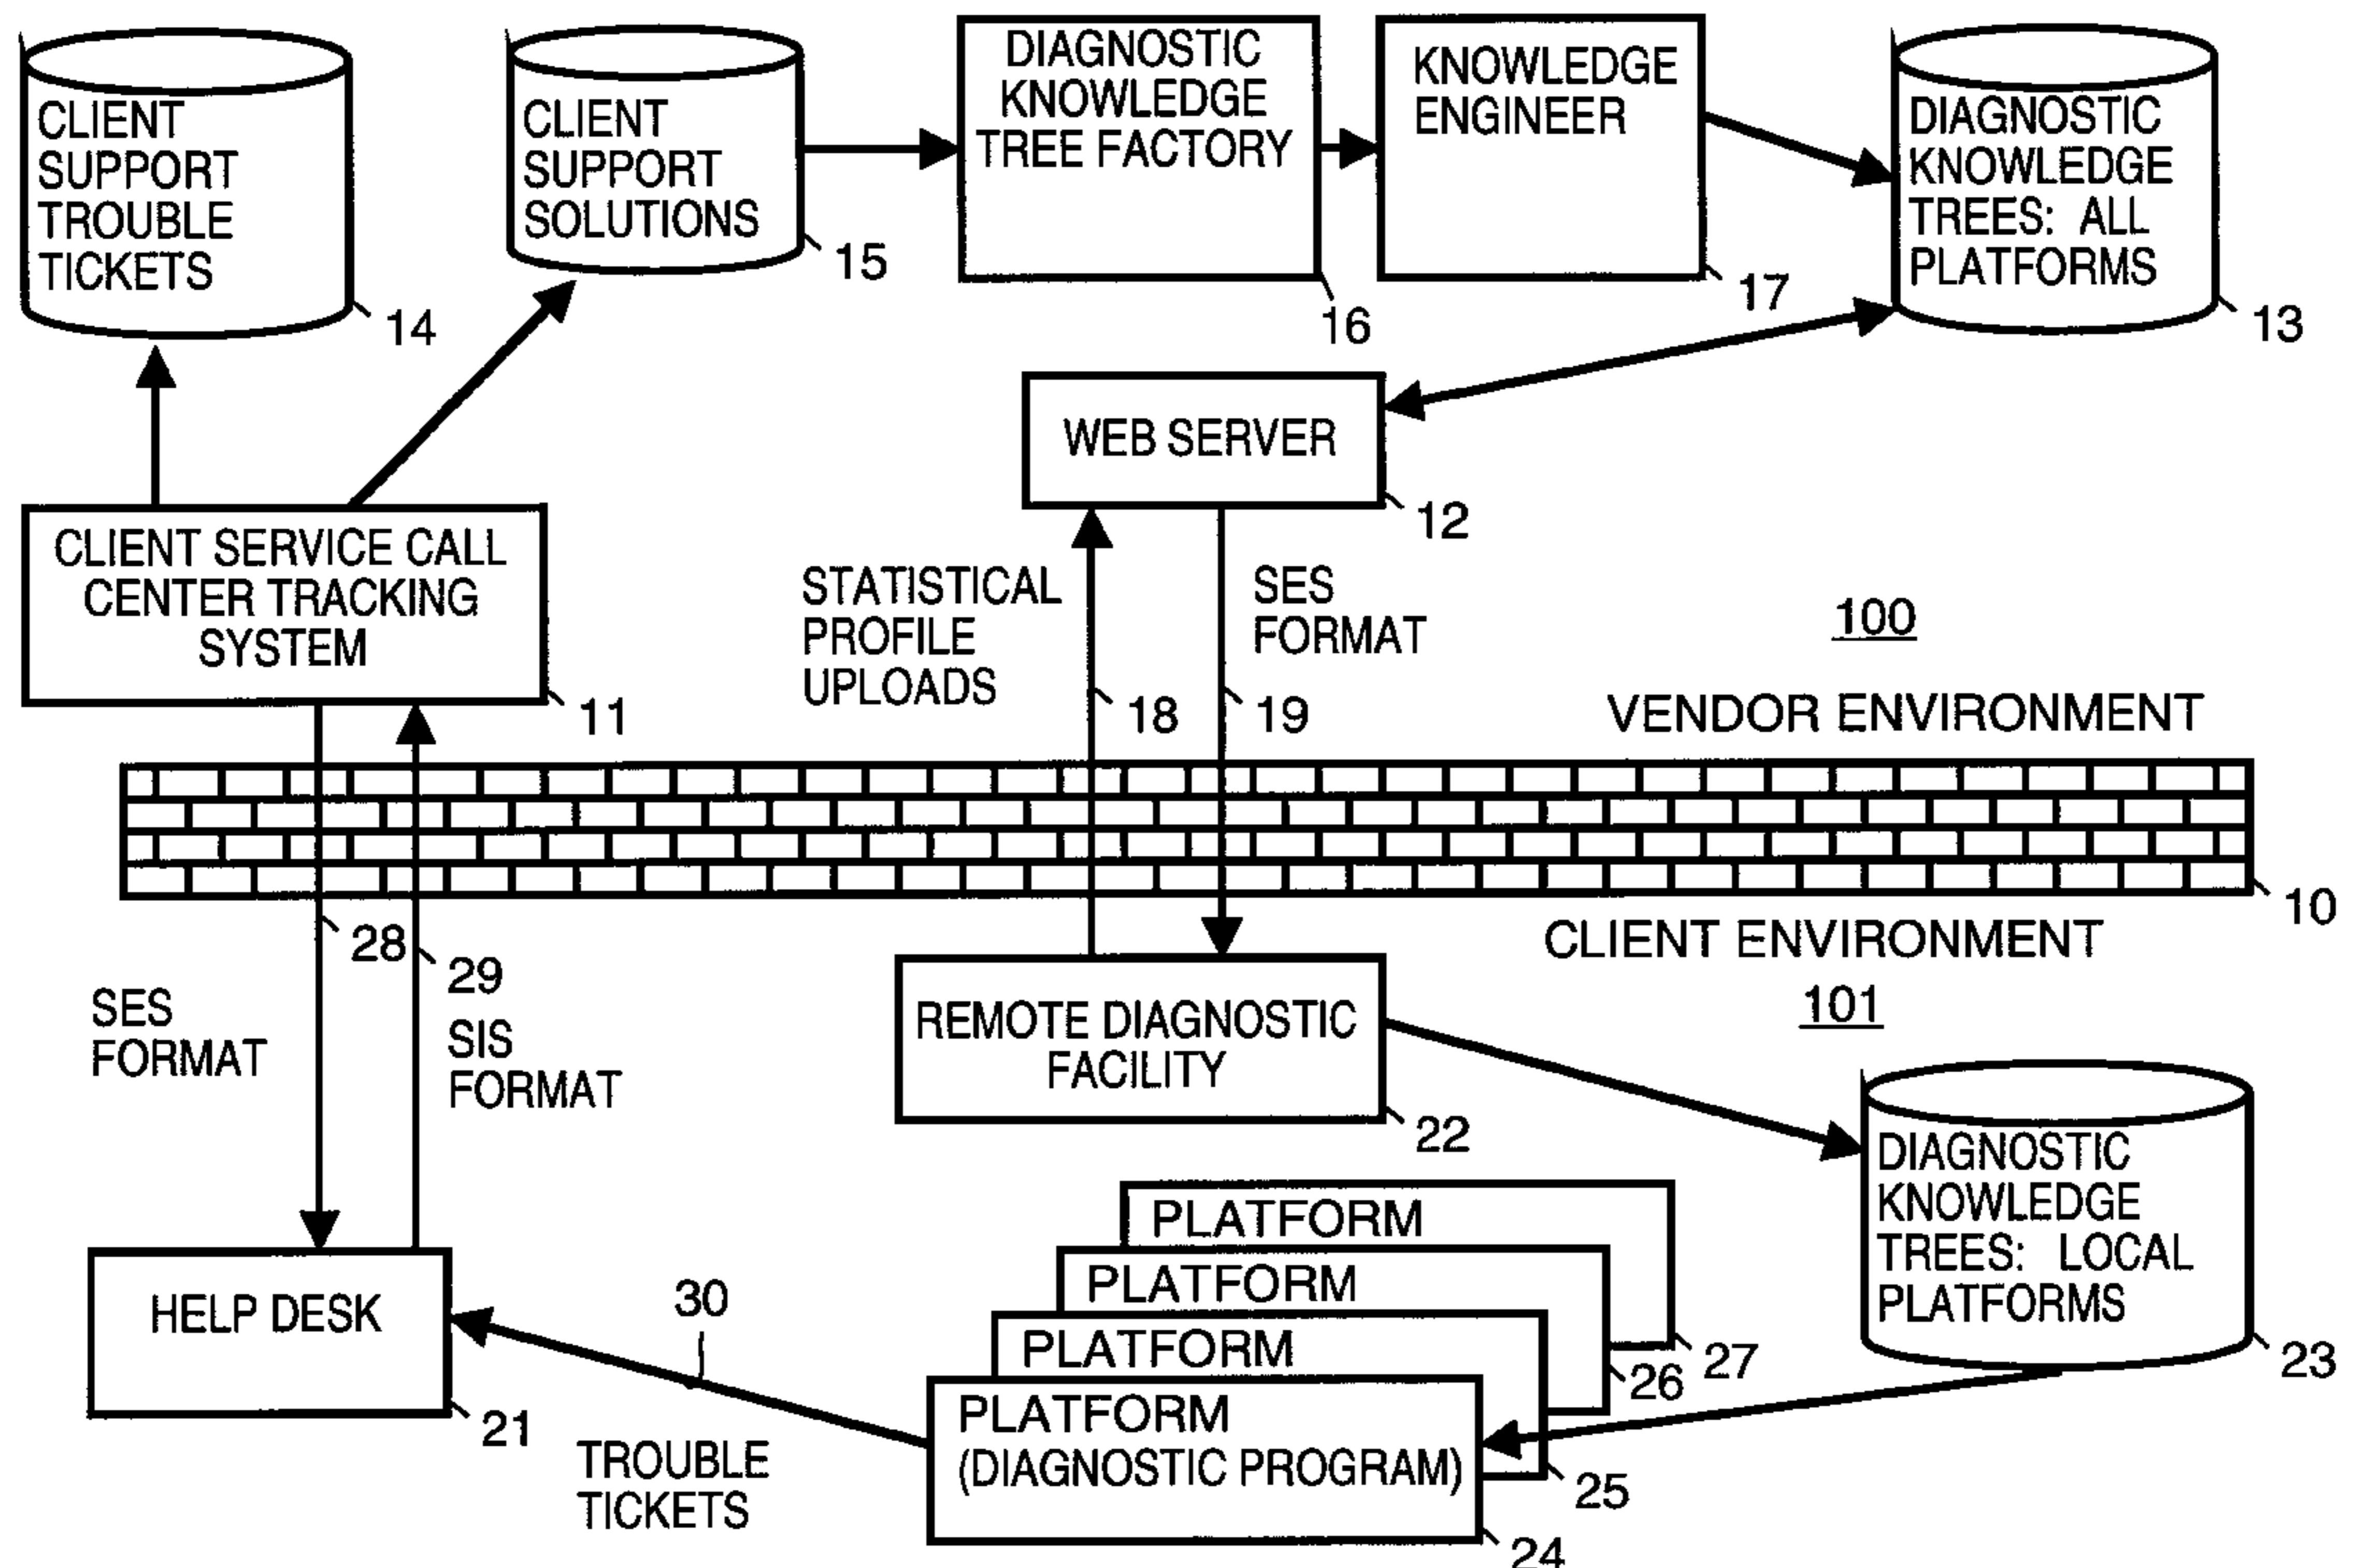 CLIENT
SUPPORT
TROUBLE
TICKETS
14
CLIENT
SUPPORT
SOLUTIONS
15
DIAGNOSTIC
KNOWLEDGE
TREE FACTORY
16
KNOWLEDGE
ENGINEER
17
DIAGNOSTIC
KNOWLEDGE
TREES: ALL
PLATFORMS
13
WEB SERVER
12
CLIENT SERVICE CALL
CENTER TRACKING
SYSTEM
11
STATISTICAL
PROFILE
UPLOADS
18
SES
FORMAT
19
100
VENDOR ENVIRONMENT
10
CLIENT ENVIRONMENT
101
28
29
SES
FORMAT
SIS
FORMAT
REMOTE DIAGNOSTIC
FACILITY
22
DIAGNOSTIC
KNOWLEDGE
TREES: LOCAL
PLATFORMS
23
HELP DESK
21
30
TROUBLE
TICKETS
PLATFORM
27
PLATFORM
26
PLATFORM
25
PLATFORM
(DIAGNOSTIC PROGRAM)
24